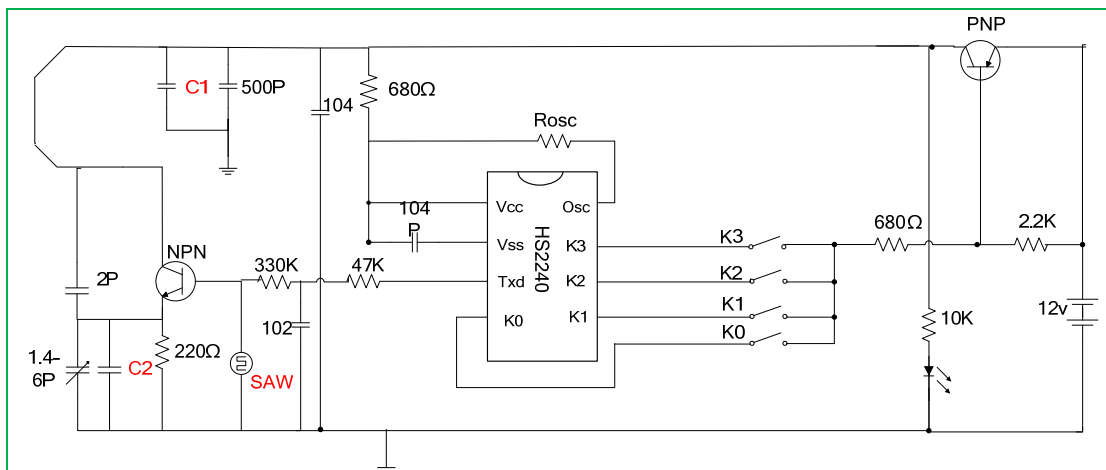 PNP
C1
500P
104
680Ω
Rosc
Vcc
Osc
104
P
Vss
HS2240
K3
K3
680Ω
2.2K
NPN
330K
47K
Txd
K2
K2
2P
K0
K1
K1
102
K0
10K
12v
1.4-
6P
C2
220Ω
SAW